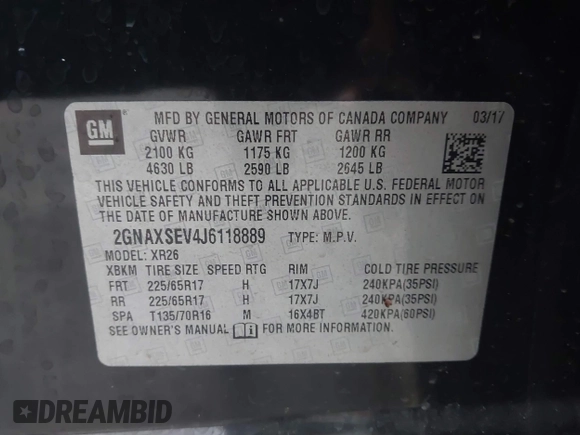 GM
MFD BY GENERAL MOTORS OF CANADA COMPANY 03/17
GVWR GAWR FRT GAWR RR
2100 KG 1175 KG 1200 KG
4630 LB 2590 LB 2645 LB
THIS VEHICLE CONFORMS TO ALL APPLICABLE U.S. FEDERAL MOTOR
VEHICLE SAFETY AND THEFT PREVENTION STANDARDS IN EFFECT ON
THE DATE OF MANUFACTURE SHOWN ABOVE.
2GNAXSEV4J6118889 TYPE: M.P.V.
MODEL: XR26
XBKM TIRE SIZE SPEED RTG RIM COLD TIRE PRESSURE
FRT 225/65R17 H 17X7J 240KPA(35PSI)
RR 225/65R17 H 17X7J 240KPA(35PSI)
SPA T135/70R16 M 16X4BT 420KPA(60PSI)
SEE OWNER'S MANUAL FOR MORE INFORMATION
DREAMBID